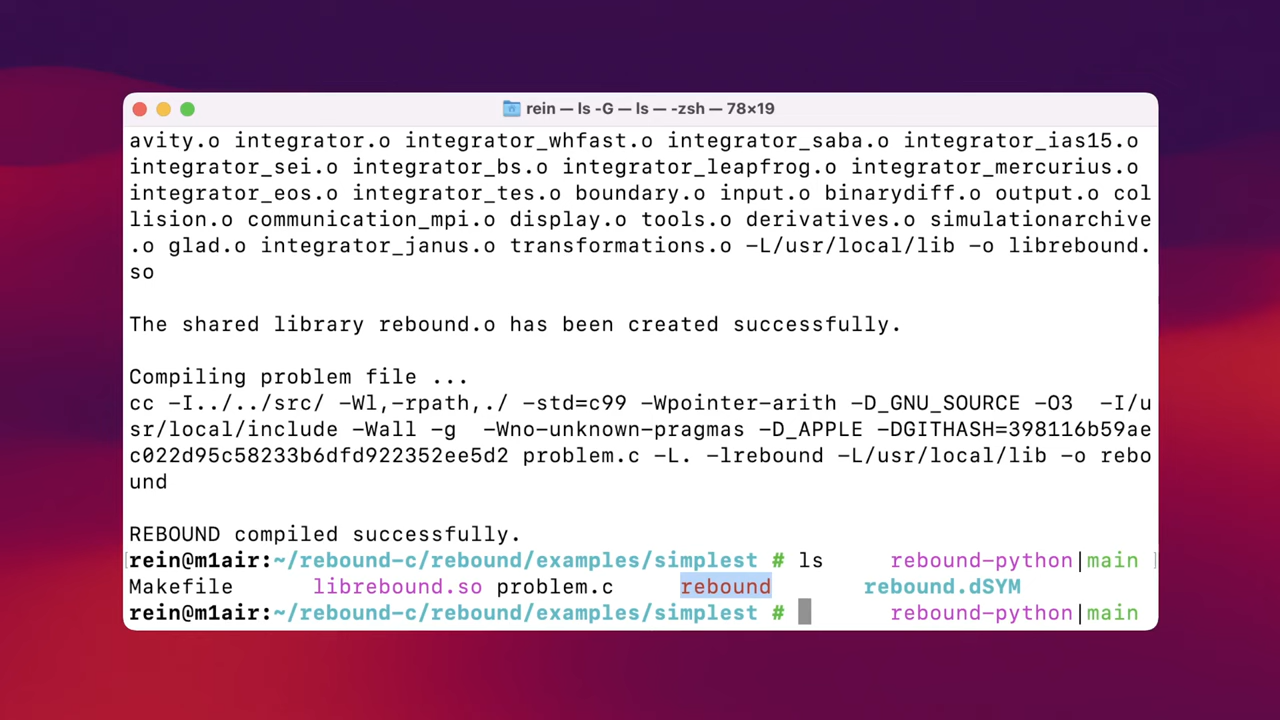 rein — ls -G — ls — -zsh — 78×19
avity.o integrator.o integrator_whfast.o integrator_saba.o integrator_ias15.o
integrator_sei.o integrator_bs.o integrator_leapfrog.o integrator_mercurius.o
integrator_eos.o integrator_tes.o boundary.o input.o binarydiff.o output.o col
lision.o communication_mpi.o display.o tools.o derivatives.o simulationarchive
.o glad.o integrator_janus.o transformations.o -L/usr/local/lib -o librebound.
so
The shared library rebound.o has been created successfully.
Compiling problem file ...
cc -I../../src/ -Wl,-rpath,./ -std=c99 -Wpointer-arith -D_GNU_SOURCE -O3  -I/u
sr/local/include -Wall -g  -Wno-unknown-pragmas -D_APPLE -DGITHASH=398116b59ae
c022d95c58233b6dfd922352ee5d2 problem.c -L. -lrebound -L/usr/local/lib -o rebo
und
REBOUND compiled successfully.
rein@m1air:~/rebound-c/rebound/examples/simplest # ls     rebound-python|main
Makefile      librebound.so problem.c     rebound       rebound.dSYM
rein@m1air:~/rebound-c/rebound/examples/simplest #        rebound-python|main